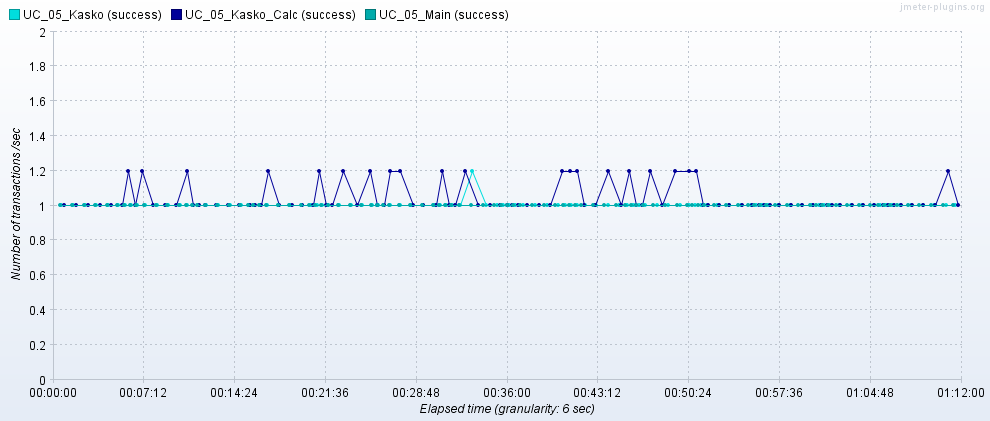 UC_05_Kasko (success) UC_05_Kasko_Calc (success) UC_05_Main (success)
jmeter-plugins.org
Number of transactions /sec
2
1.8
1.6
1.4
1.2
1
0.8
0.6
0.4
0.2
0
00:00:00 00:07:12 00:14:24 00:21:36 00:28:48 00:36:00 00:43:12 00:50:24 00:57:36 01:04:48 01:12:00
Elapsed time (granularity: 6 sec)